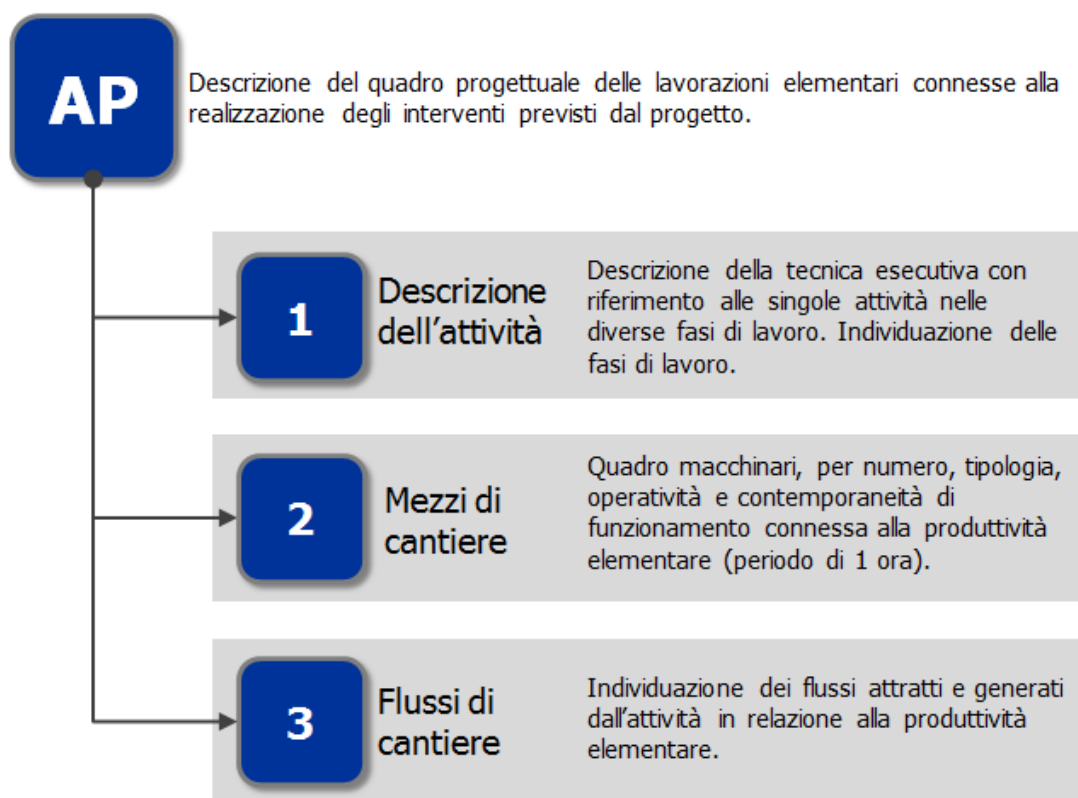 AP
Descrizione del quadro progettuale delle lavorazioni elementari connesse alla
realizzazione degli interventi previsti dal progetto.
1
Descrizione
dell'attività
Descrizione della tecnica esecutiva con
riferimento alle singole attività nelle
diverse fasi di lavoro. Individuazione delle
fasi di lavoro.
2
Mezzi di
cantiere
Quadro macchinari, per numero, tipologia,
operatività e contemporaneità di
funzionamento connessa alla produttività
elementare (periodo di 1 ora).
3
Flussi di
cantiere
Individuazione dei flussi attratti e generati
dall'attività in relazione alla produttività
elementare.